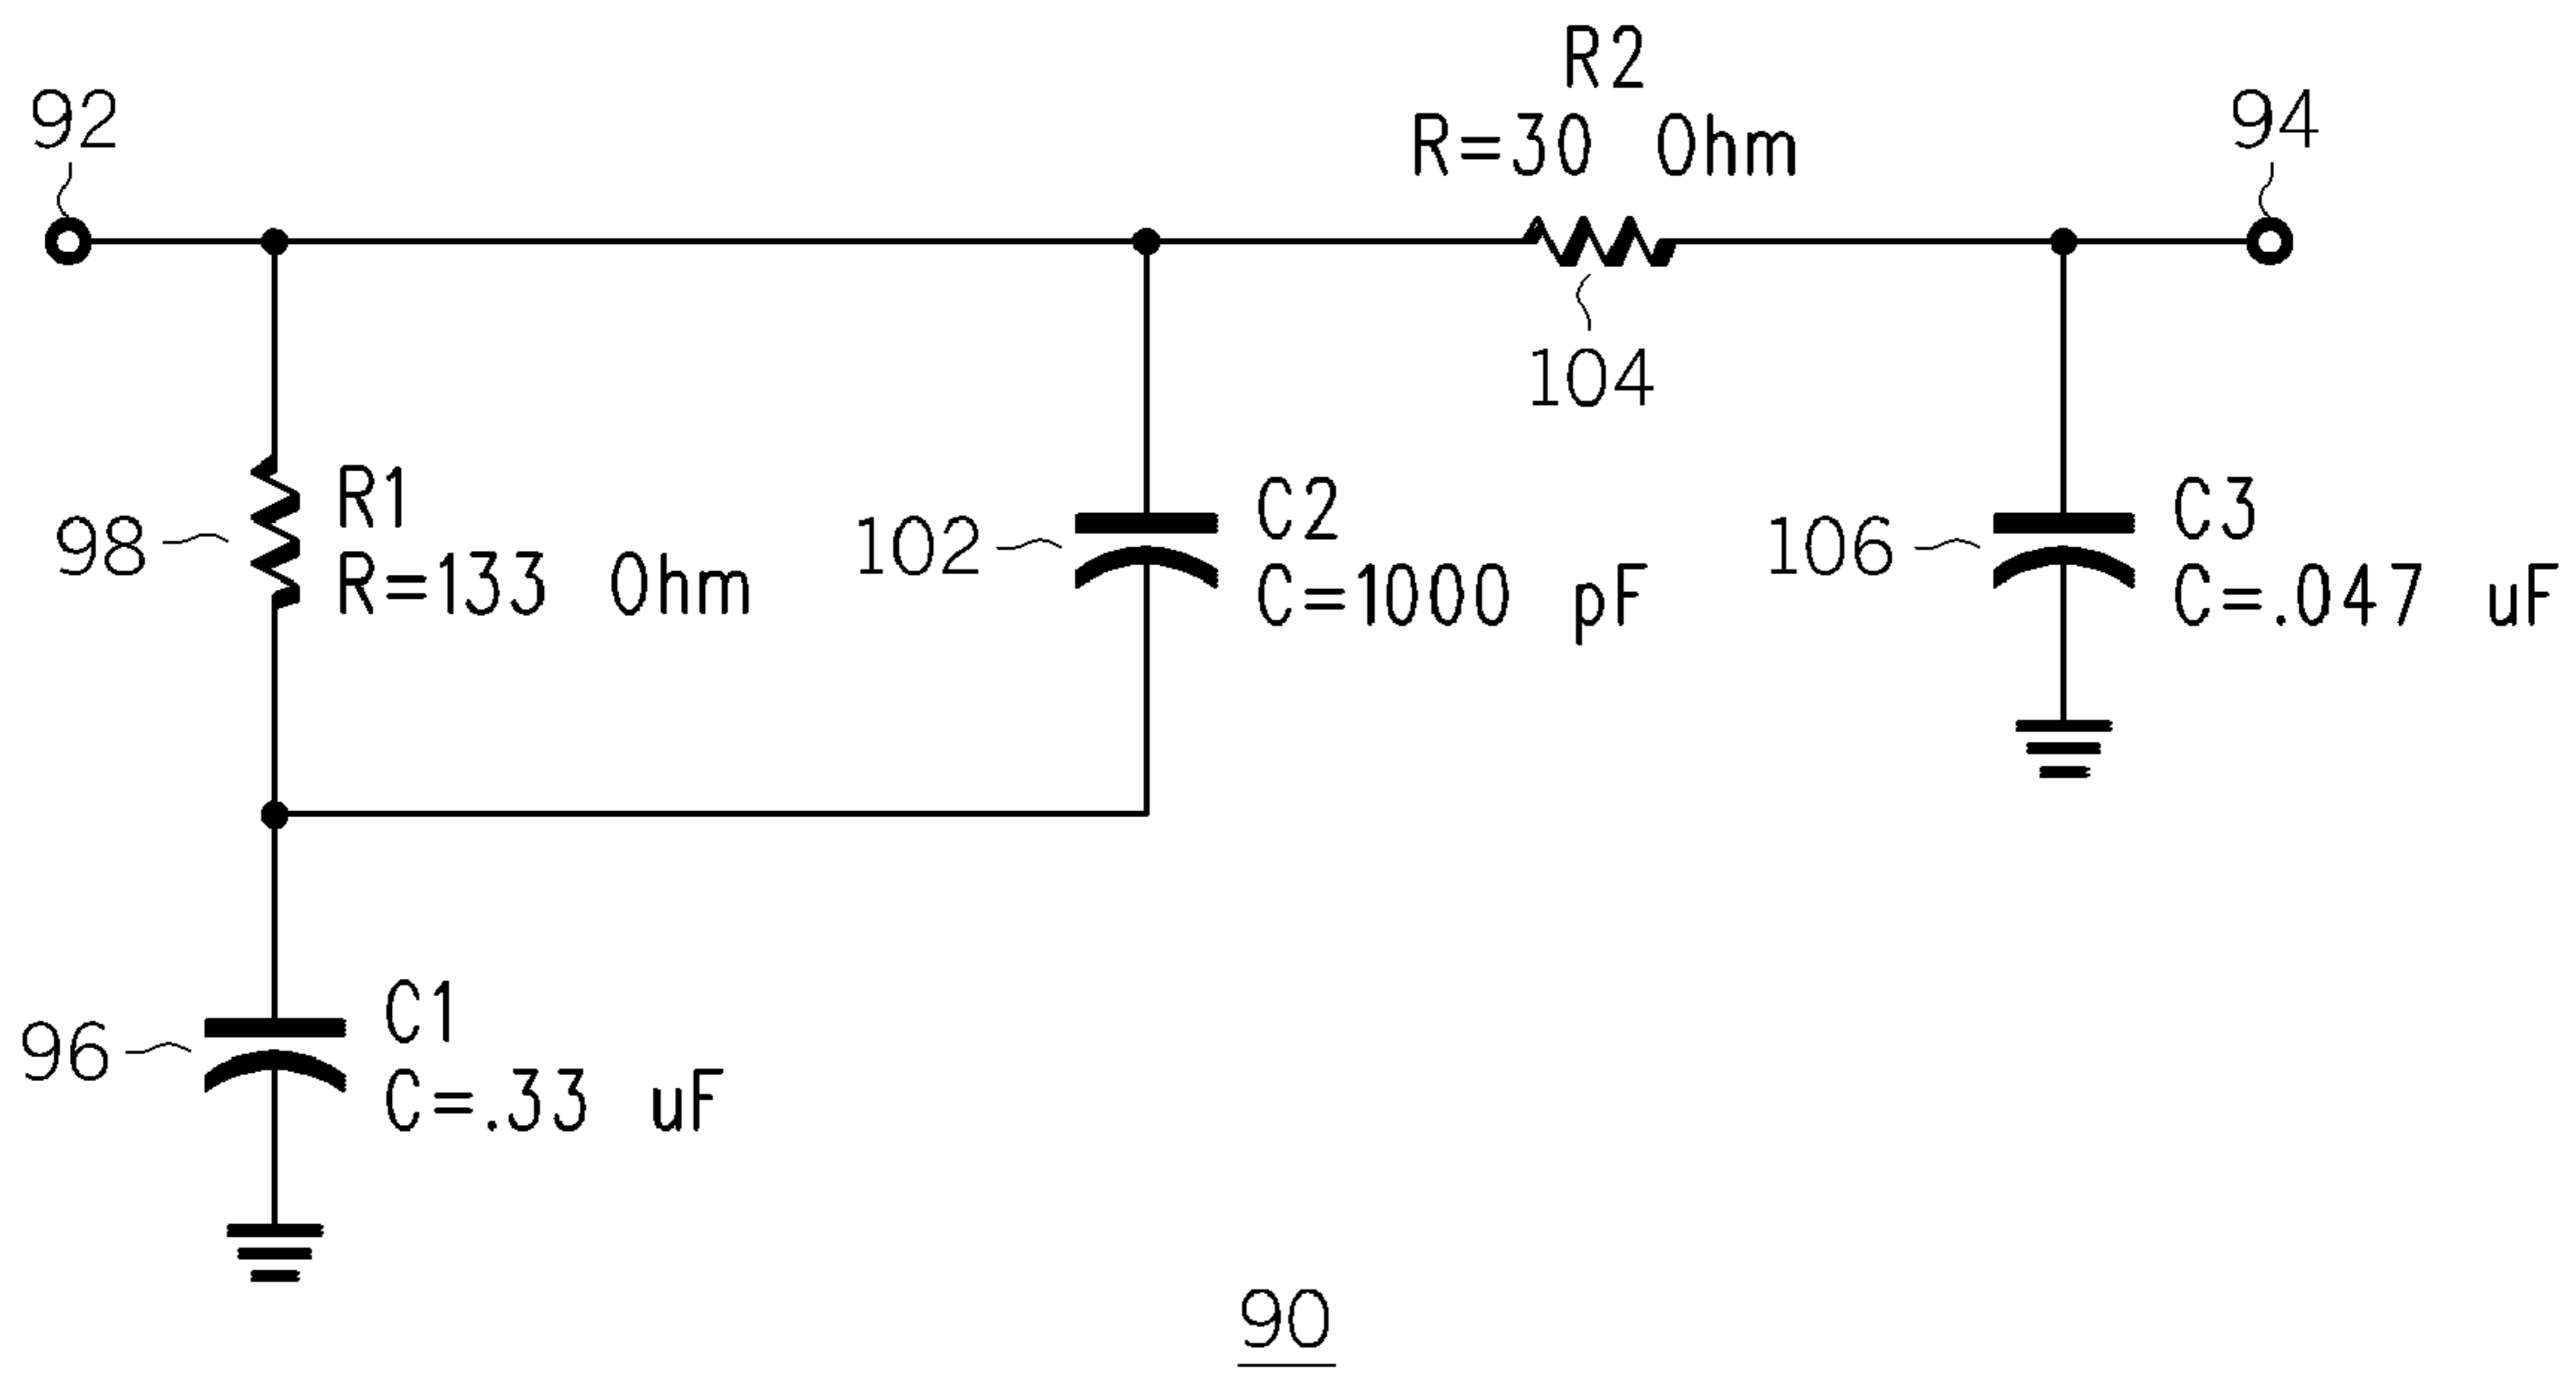 R2
R=30 Ohm
92
94
104
R1
R=133 Ohm
98
102
C2
C=1000 pF
106
C3
C=.047 uF
96
C1
C=.33 uF
90